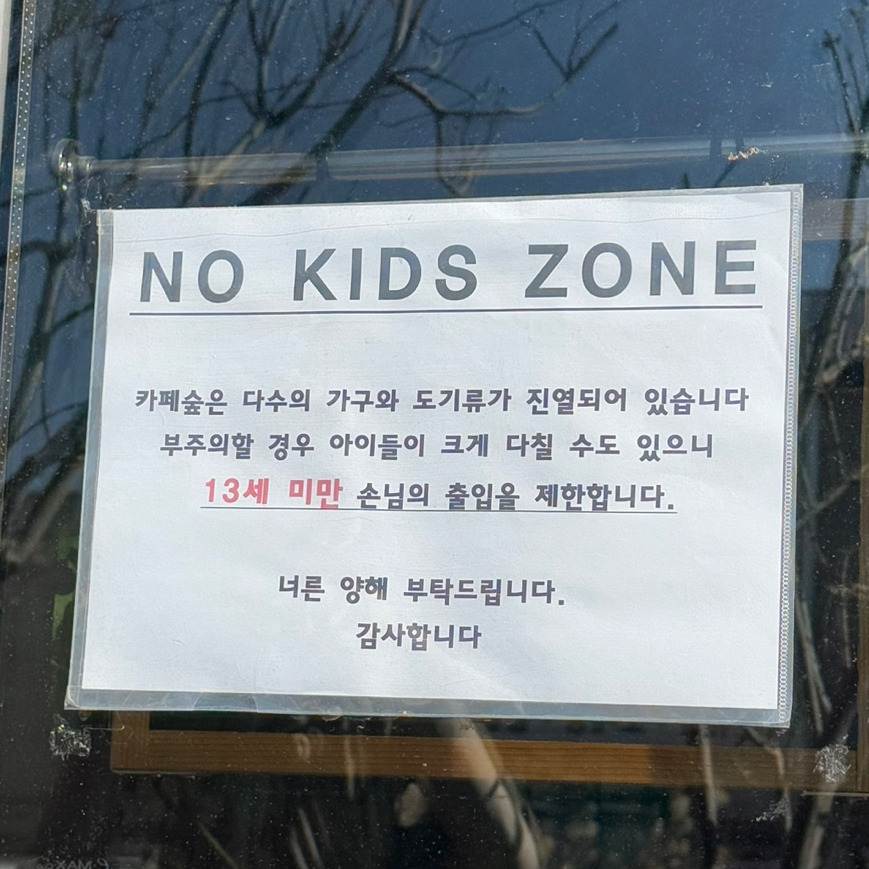 NO KIDS ZONE
카페숲은 다수의 가구와 도기류가 진열되어 있습니다
부주의할 경우 아이들이 크게 다칠 수도 있으니
13세 미만 손님의 출입을 제한합니다.
너른 양해 부탁드립니다.
감사합니다